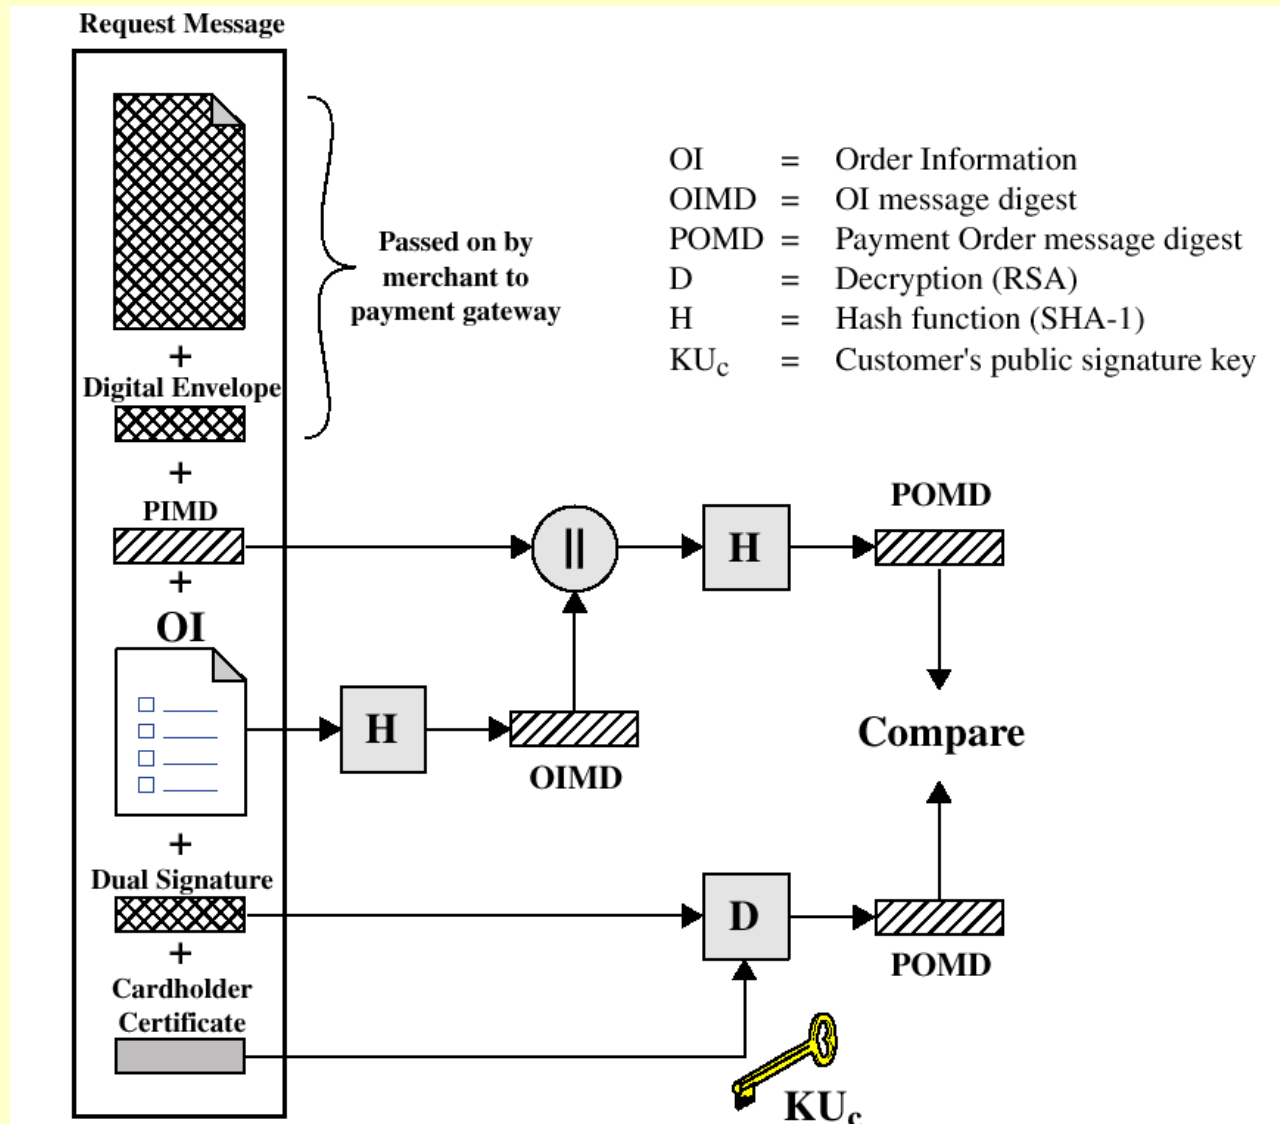 Request Message
Passed on by
merchant to
payment gateway
OI = Order Information
OIMD = OI message digest
POMD = Payment Order message digest
D = Decryption (RSA)
H = Hash function (SHA-1)
KUc = Customer's public signature key
+
Digital Envelope
+
PIMD
+
OI
||
H
POMD
H
OIMD
Compare
+
Dual Signature
+
D
POMD
Cardholder
Certificate
KUc